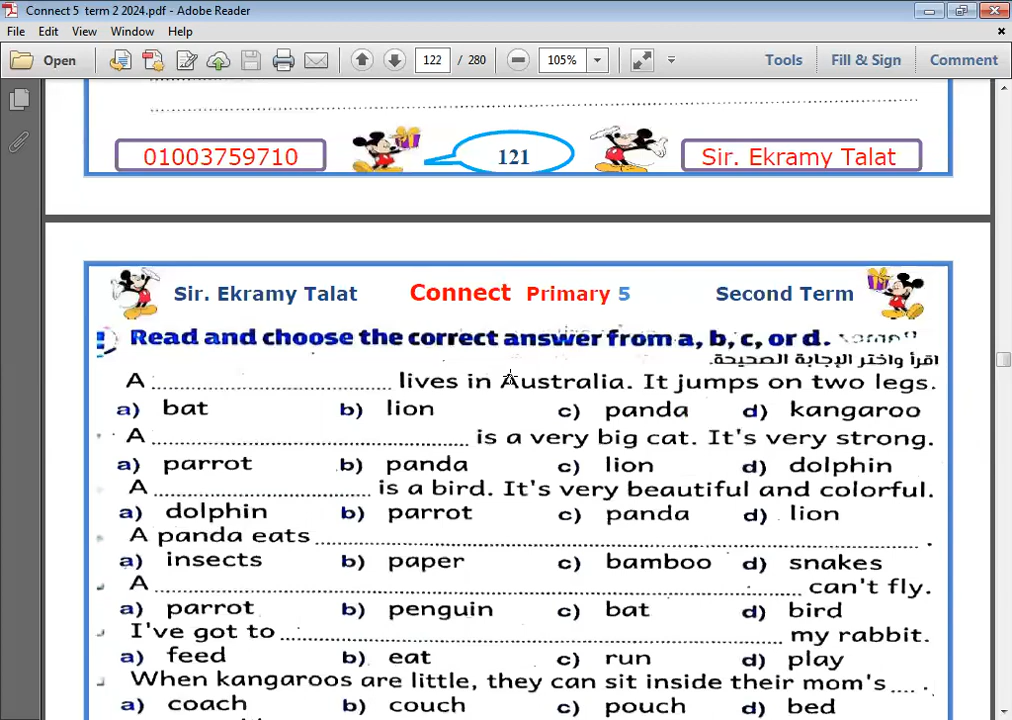 Connect 5 term 2 2024.pdf - Adobe Reader
File Edit View Window Help
Open 122 / 280 105% Tools Fill & Sign Comment
01003759710 121 Sir. Ekramy Talat
Sir. Ekramy Talat Connect Primary 5 Second Term
Read and choose the correct answer from a, b, c, or d.
اقرأ واختر الإجابة الصحيحة.
A .......................... lives in Australia. It jumps on two legs.
a) bat b) lion c) panda d) kangaroo
A .......................... is a very big cat. It's very strong.
a) parrot b) panda c) lion d) dolphin
A .......................... is a bird. It's very beautiful and colorful.
a) dolphin b) parrot c) panda d) lion
A panda eats .......................... .
a) insects b) paper c) bamboo d) snakes
A .......................... can't fly.
a) parrot b) penguin c) bat d) bird
I've got to .......................... my rabbit.
a) feed b) eat c) run d) play
When kangaroos are little, they can sit inside their mom's .... .
a) coach b) couch c) pouch d) bed